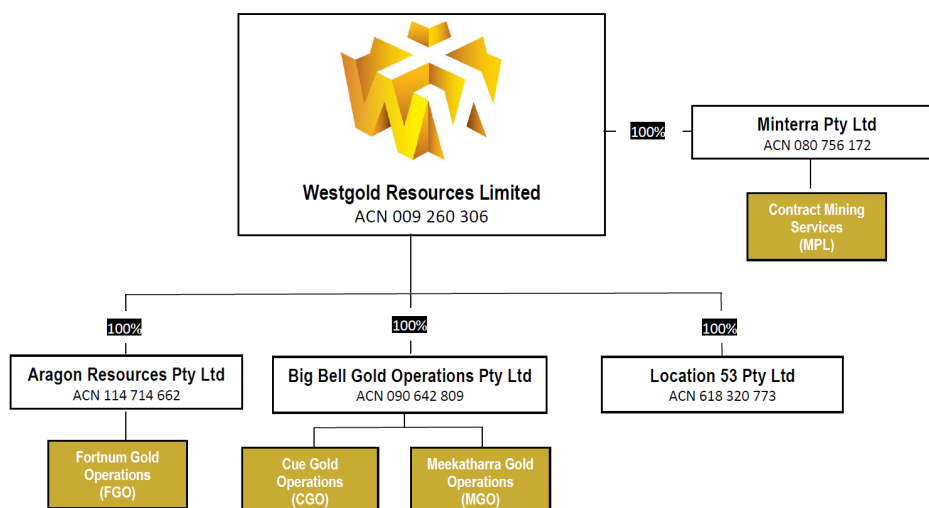 Westgold Resources Limited
ACN 009 260 306
100%
Minterra Pty Ltd
ACN 080 756 172
Contract Mining
Services
(MPL)
100%
100%
100%
Aragon Resources Pty Ltd
ACN 114 714 662
Big Bell Gold Operations Pty Ltd
ACN 090 642 809
Location 53 Pty Ltd
ACN 618 320 773
Fortnum Gold
Operations
(FGO)
Cue Gold
Operations
(CGO)
Meekatharra Gold
Operations
(MGO)